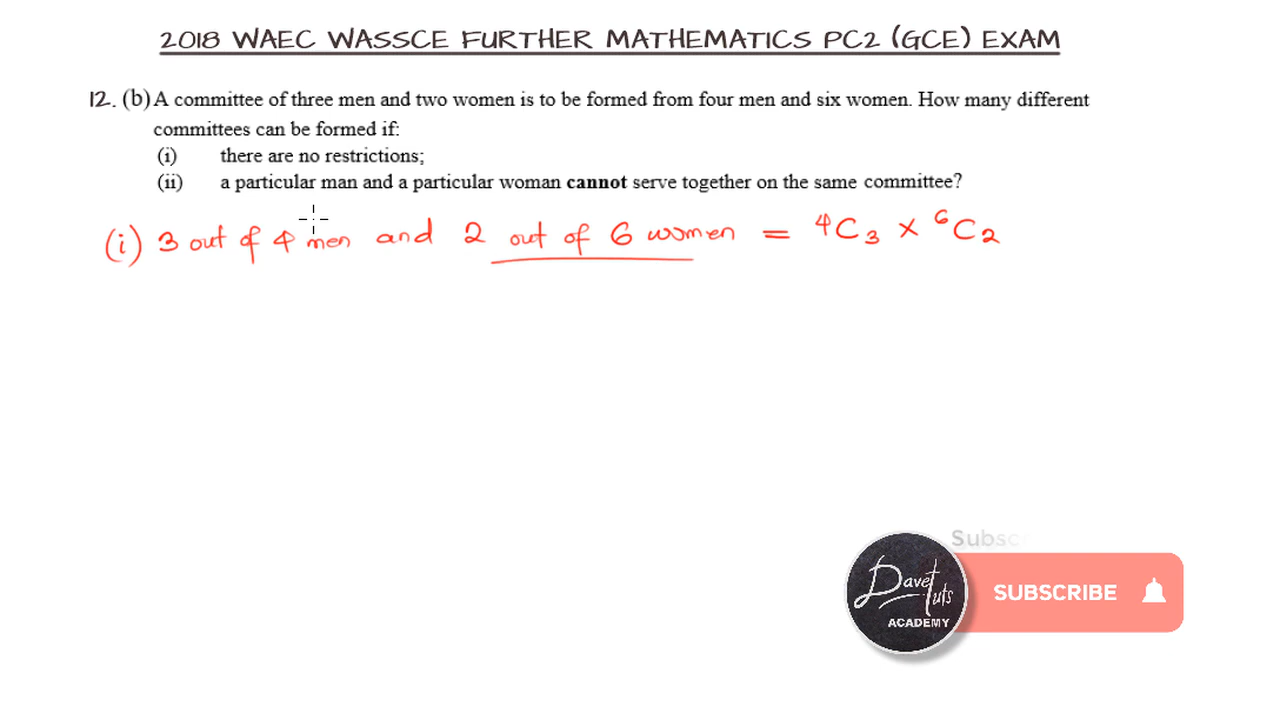 2018 WAEC WASSCE FURTHER MATHEMATICS PC2 (GCE) EXAM
12. (b) A committee of three men and two women is to be formed from four men and six women. How many different
committees can be formed if:
(i) there are no restrictions;
(ii) a particular man and a particular woman cannot serve together on the same committee?
(i) 3 out of 4 men and 2 out of 6 women = ⁴C₃ × ⁶C₂
Subsc
Davetuts
ACADEMY
SUBSCRIBE